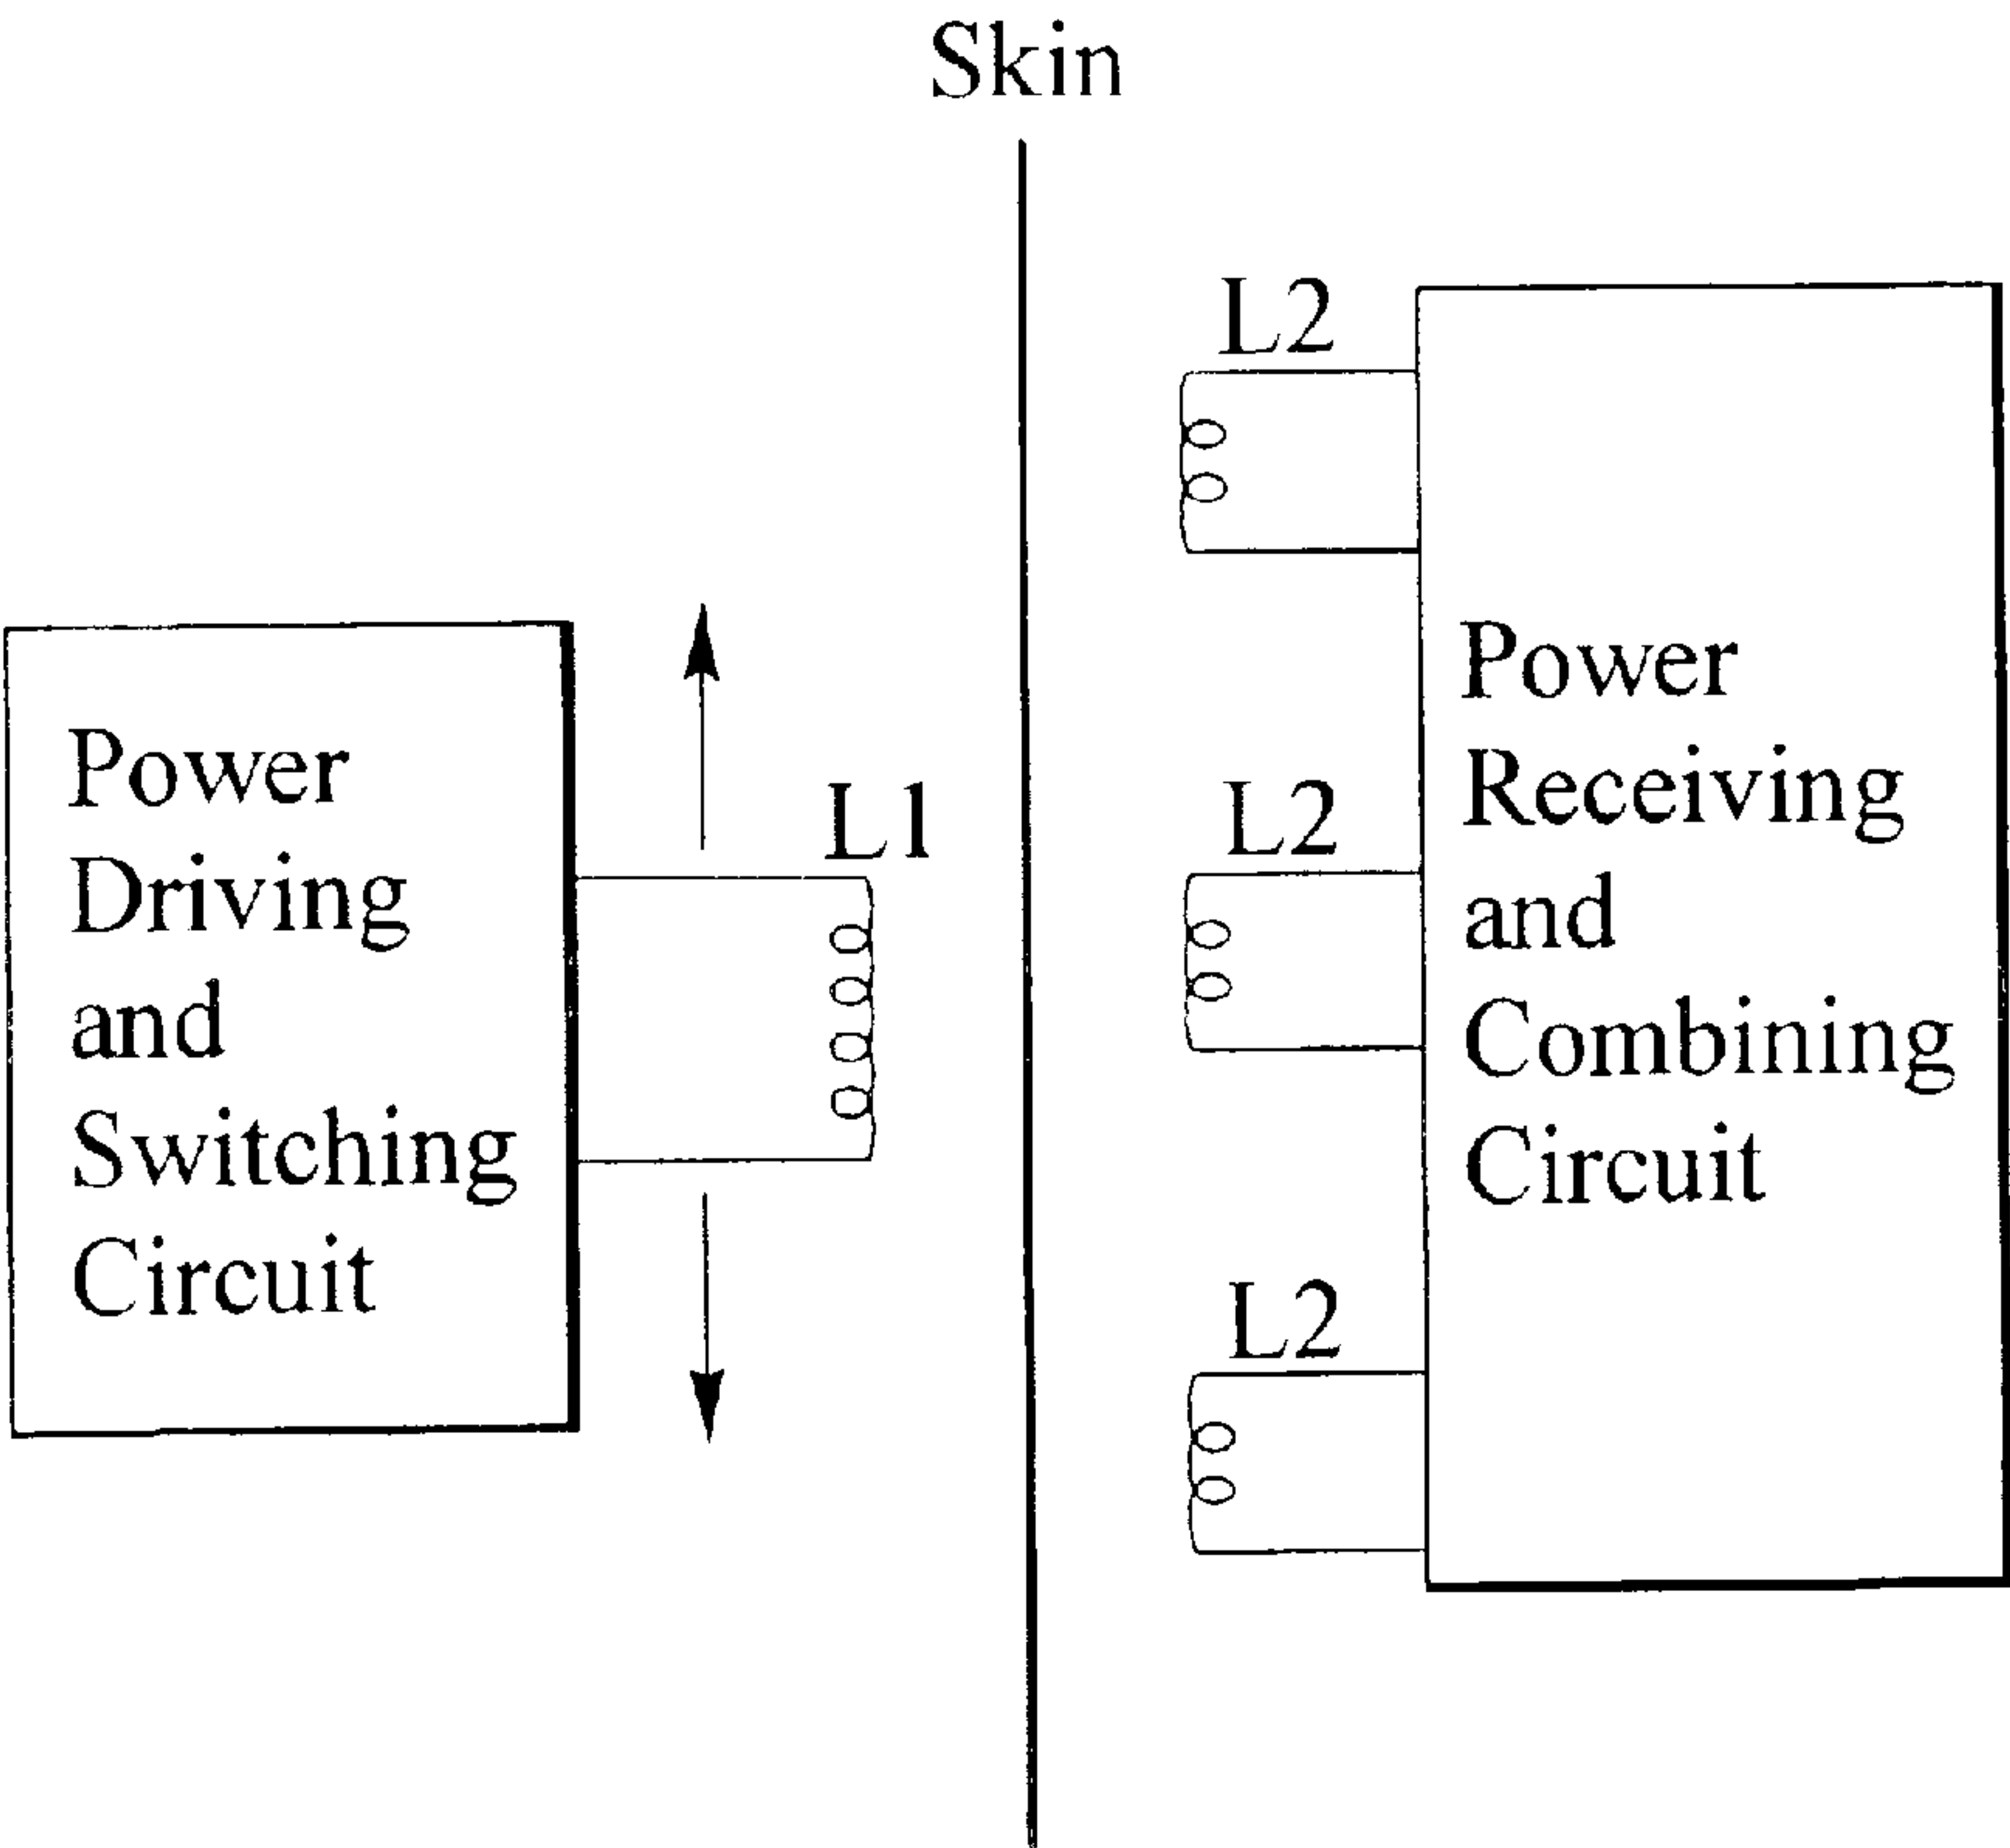 Skin
Power
Driving
and
Switching
Circuit
L1
L2
L2
L2
Power
Receiving
and
Combining
Circuit